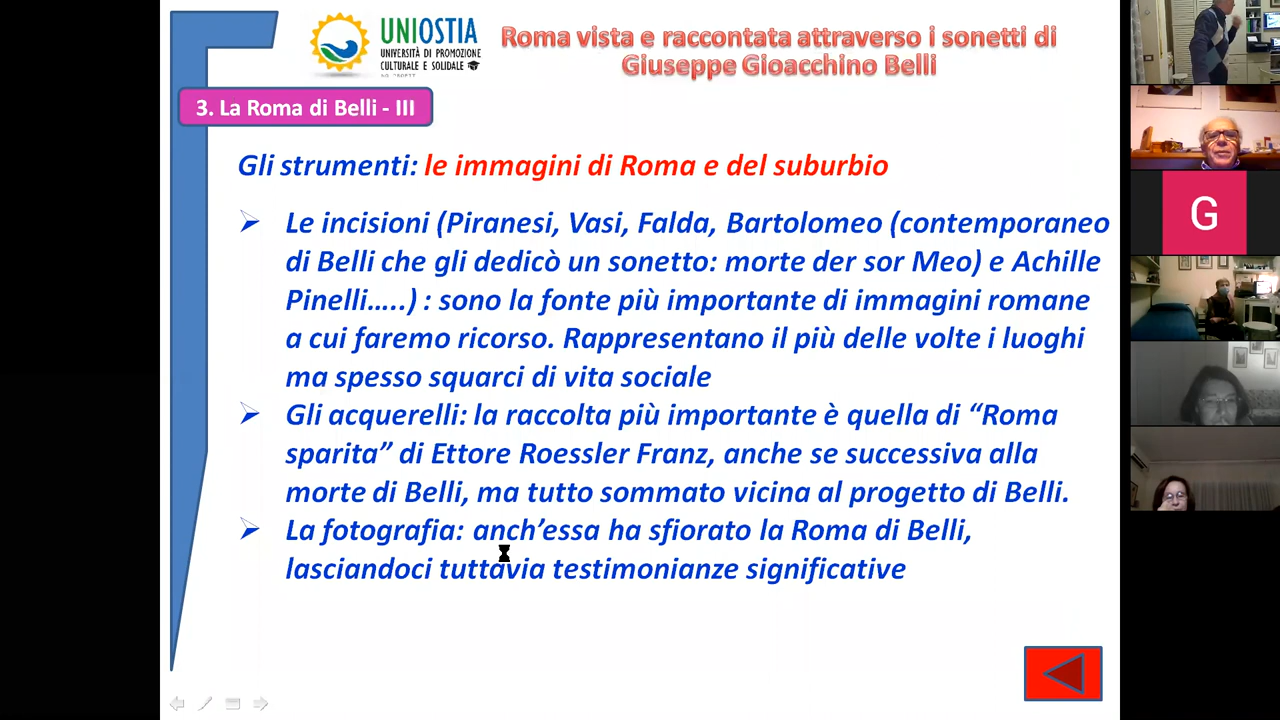 UNIOSTIA
UNIVERSITÀ DI PROMOZIONE
CULTURALE E SOLIDALE
Roma vista e raccontata attraverso i sonetti di
Giuseppe Gioacchino Belli
3. La Roma di Belli - III
Gli strumenti: le immagini di Roma e del suburbio
Le incisioni (Piranesi, Vasi, Falda, Bartolomeo (contemporaneo
di Belli che gli dedicò un sonetto: morte der sor Meo) e Achille
Pinelli…..) : sono la fonte più importante di immagini romane
a cui faremo ricorso. Rappresentano il più delle volte i luoghi
ma spesso squarci di vita sociale
Gli acquerelli: la raccolta più importante è quella di “Roma
sparita” di Ettore Roessler Franz, anche se successiva alla
morte di Belli, ma tutto sommato vicina al progetto di Belli.
La fotografia: anch’essa ha sfiorato la Roma di Belli,
lasciandoci tuttavia testimonianze significative
G